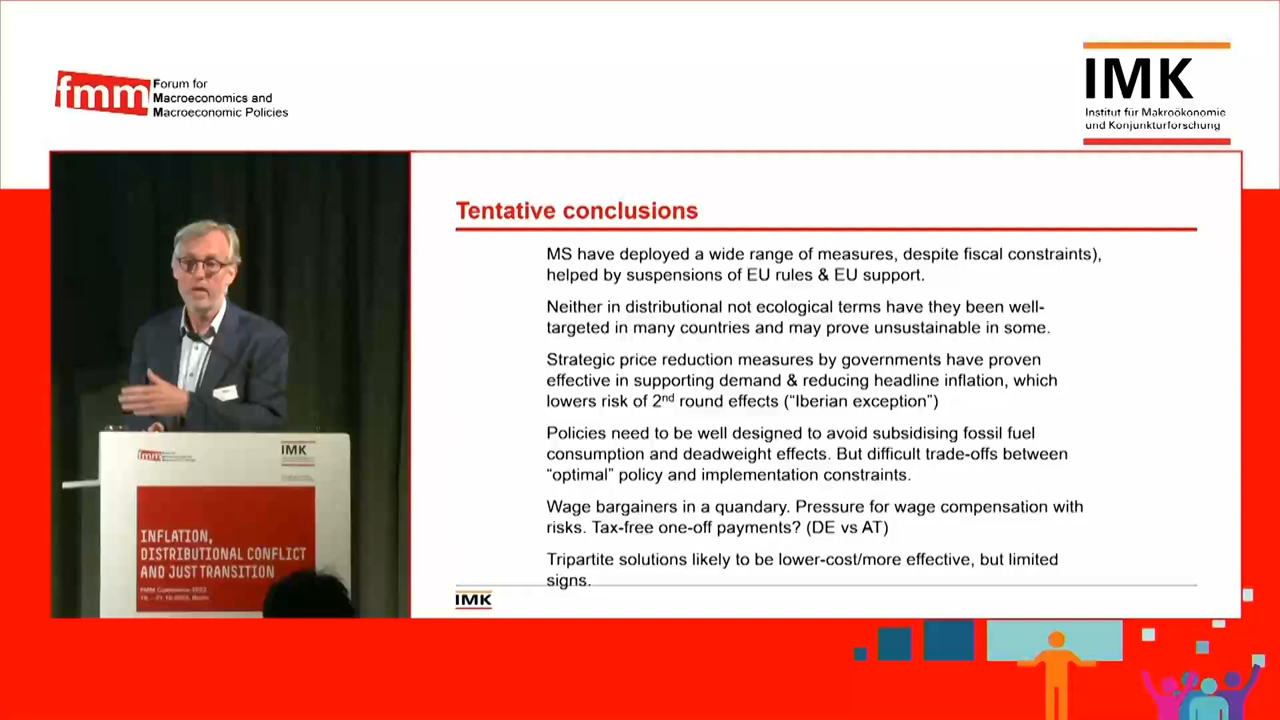 fmm
Forum for
Macroeconomics and
Macroeconomic Policies
IMK
Institut für Makroökonomie
und Konjunkturforschung
Tentative conclusions
MS have deployed a wide range of measures, despite fiscal constraints),
helped by suspensions of EU rules & EU support.
Neither in distributional not ecological terms have they been well-
targeted in many countries and may prove unsustainable in some.
Strategic price reduction measures by governments have proven
effective in supporting demand & reducing headline inflation, which
lowers risk of 2nd round effects (“Iberian exception”)
Policies need to be well designed to avoid subsidising fossil fuel
consumption and deadweight effects. But difficult trade-offs between
“optimal” policy and implementation constraints.
Wage bargainers in a quandary. Pressure for wage compensation with
risks. Tax-free one-off payments? (DE vs AT)
Tripartite solutions likely to be lower-cost/more effective, but limited
signs.
IMK
fmm
IMK
INFLATION,
DISTRIBUTIONAL CONFLICT
AND JUST TRANSITION
FMM Conference 2022